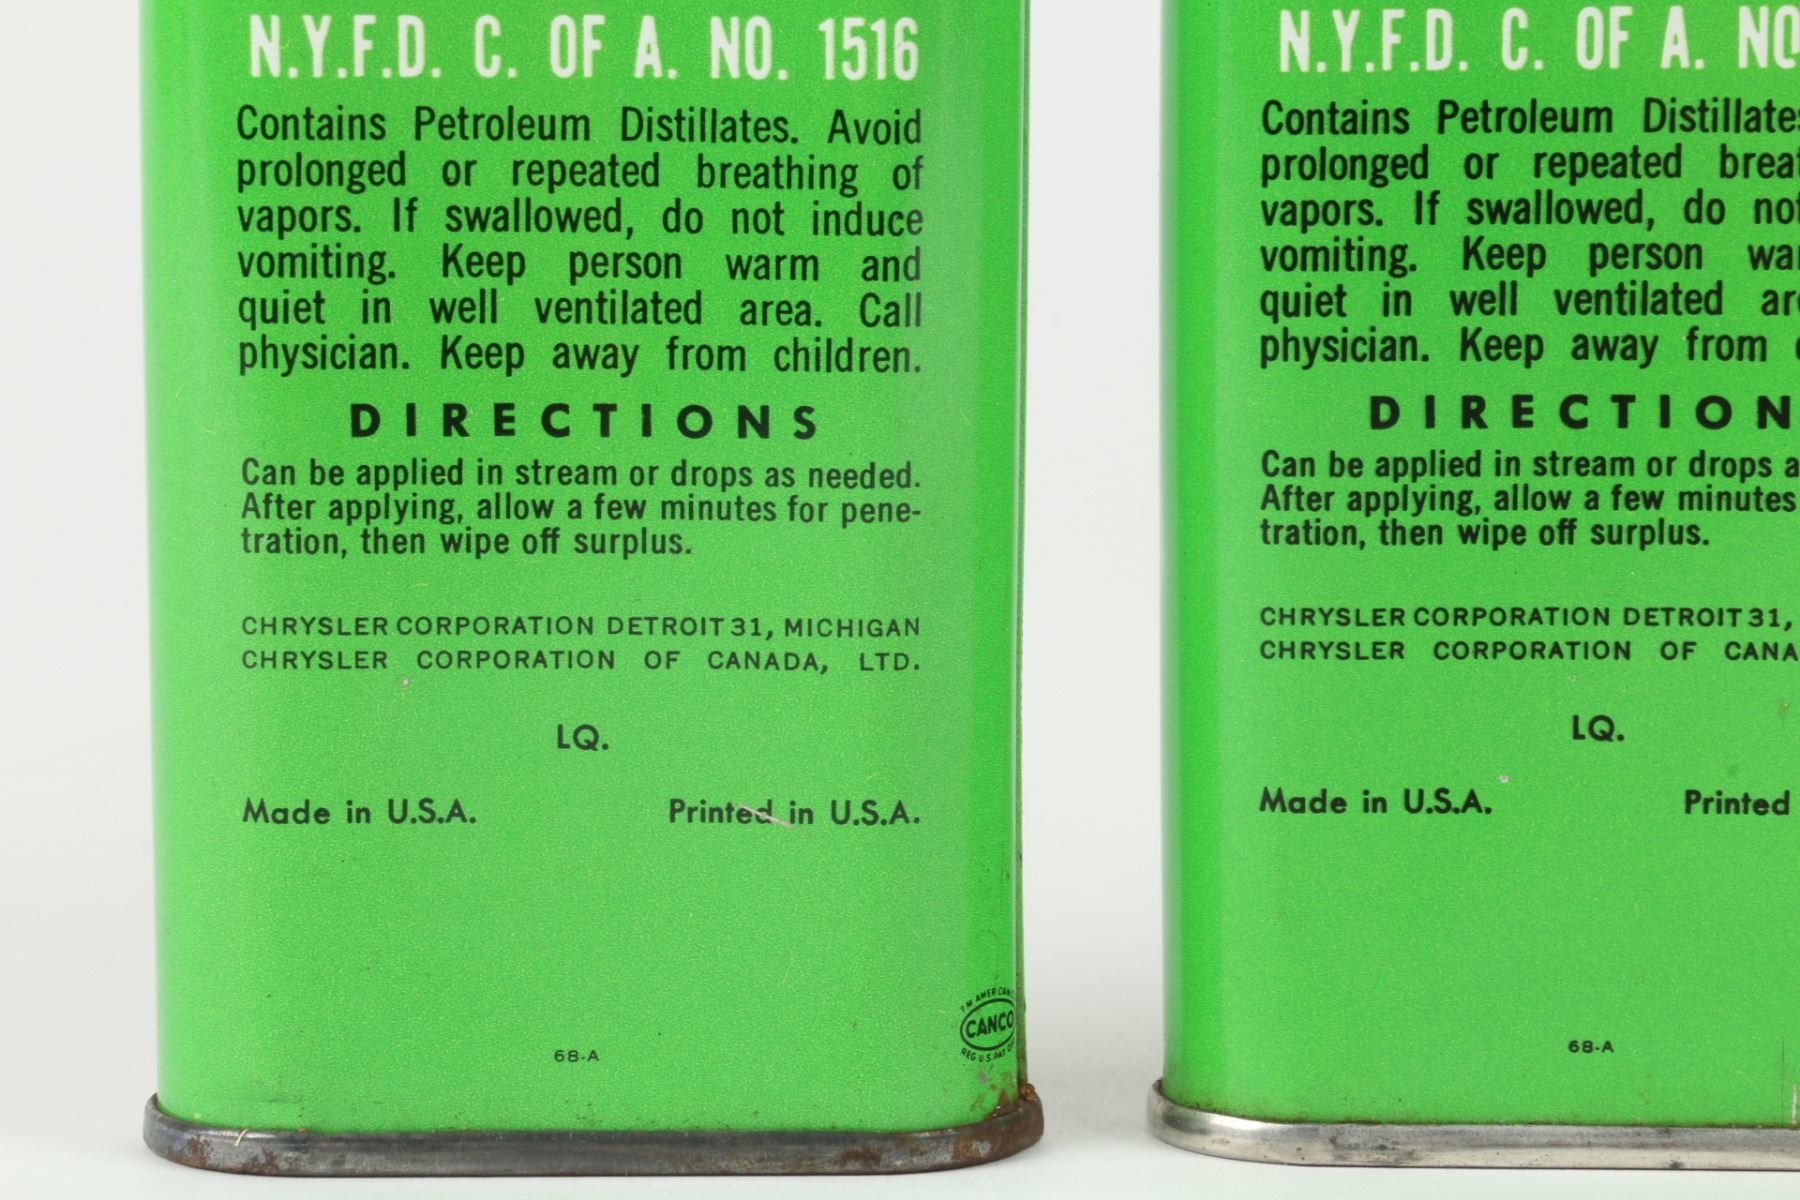 N.Y.F.D. C. OF A. NO. 1516
Contains Petroleum Distillates. Avoid
prolonged or repeated breathing of
vapors. If swallowed, do not induce
vomiting. Keep person warm and
quiet in well ventilated area. Call
physician. Keep away from children.
DIRECTIONS
Can be applied in stream or drops as needed.
After applying, allow a few minutes for pene-
tration, then wipe off surplus.
CHRYSLER CORPORATION DETROIT 31, MICHIGAN
CHRYSLER CORPORATION OF CANADA, LTD.
LQ.
Made in U.S.A. Printed in U.S.A.
CANCO
REG U S PAT
68-A
N.Y.F.D. C. OF A. NO
Contains Petroleum Distillates
prolonged or repeated
vapors. If swallowed, do not
vomiting. Keep person
quiet in well ventilated
physician. Keep away from
DIRECTION
Can be applied in stream or drops
After applying, allow a few minutes
tration, then wipe off surplus.
CHRYSLER CORPORATION DETROIT 31,
CHRYSLER CORPORATION OF CANA
LQ.
Made in U.S.A. Printed
68-A